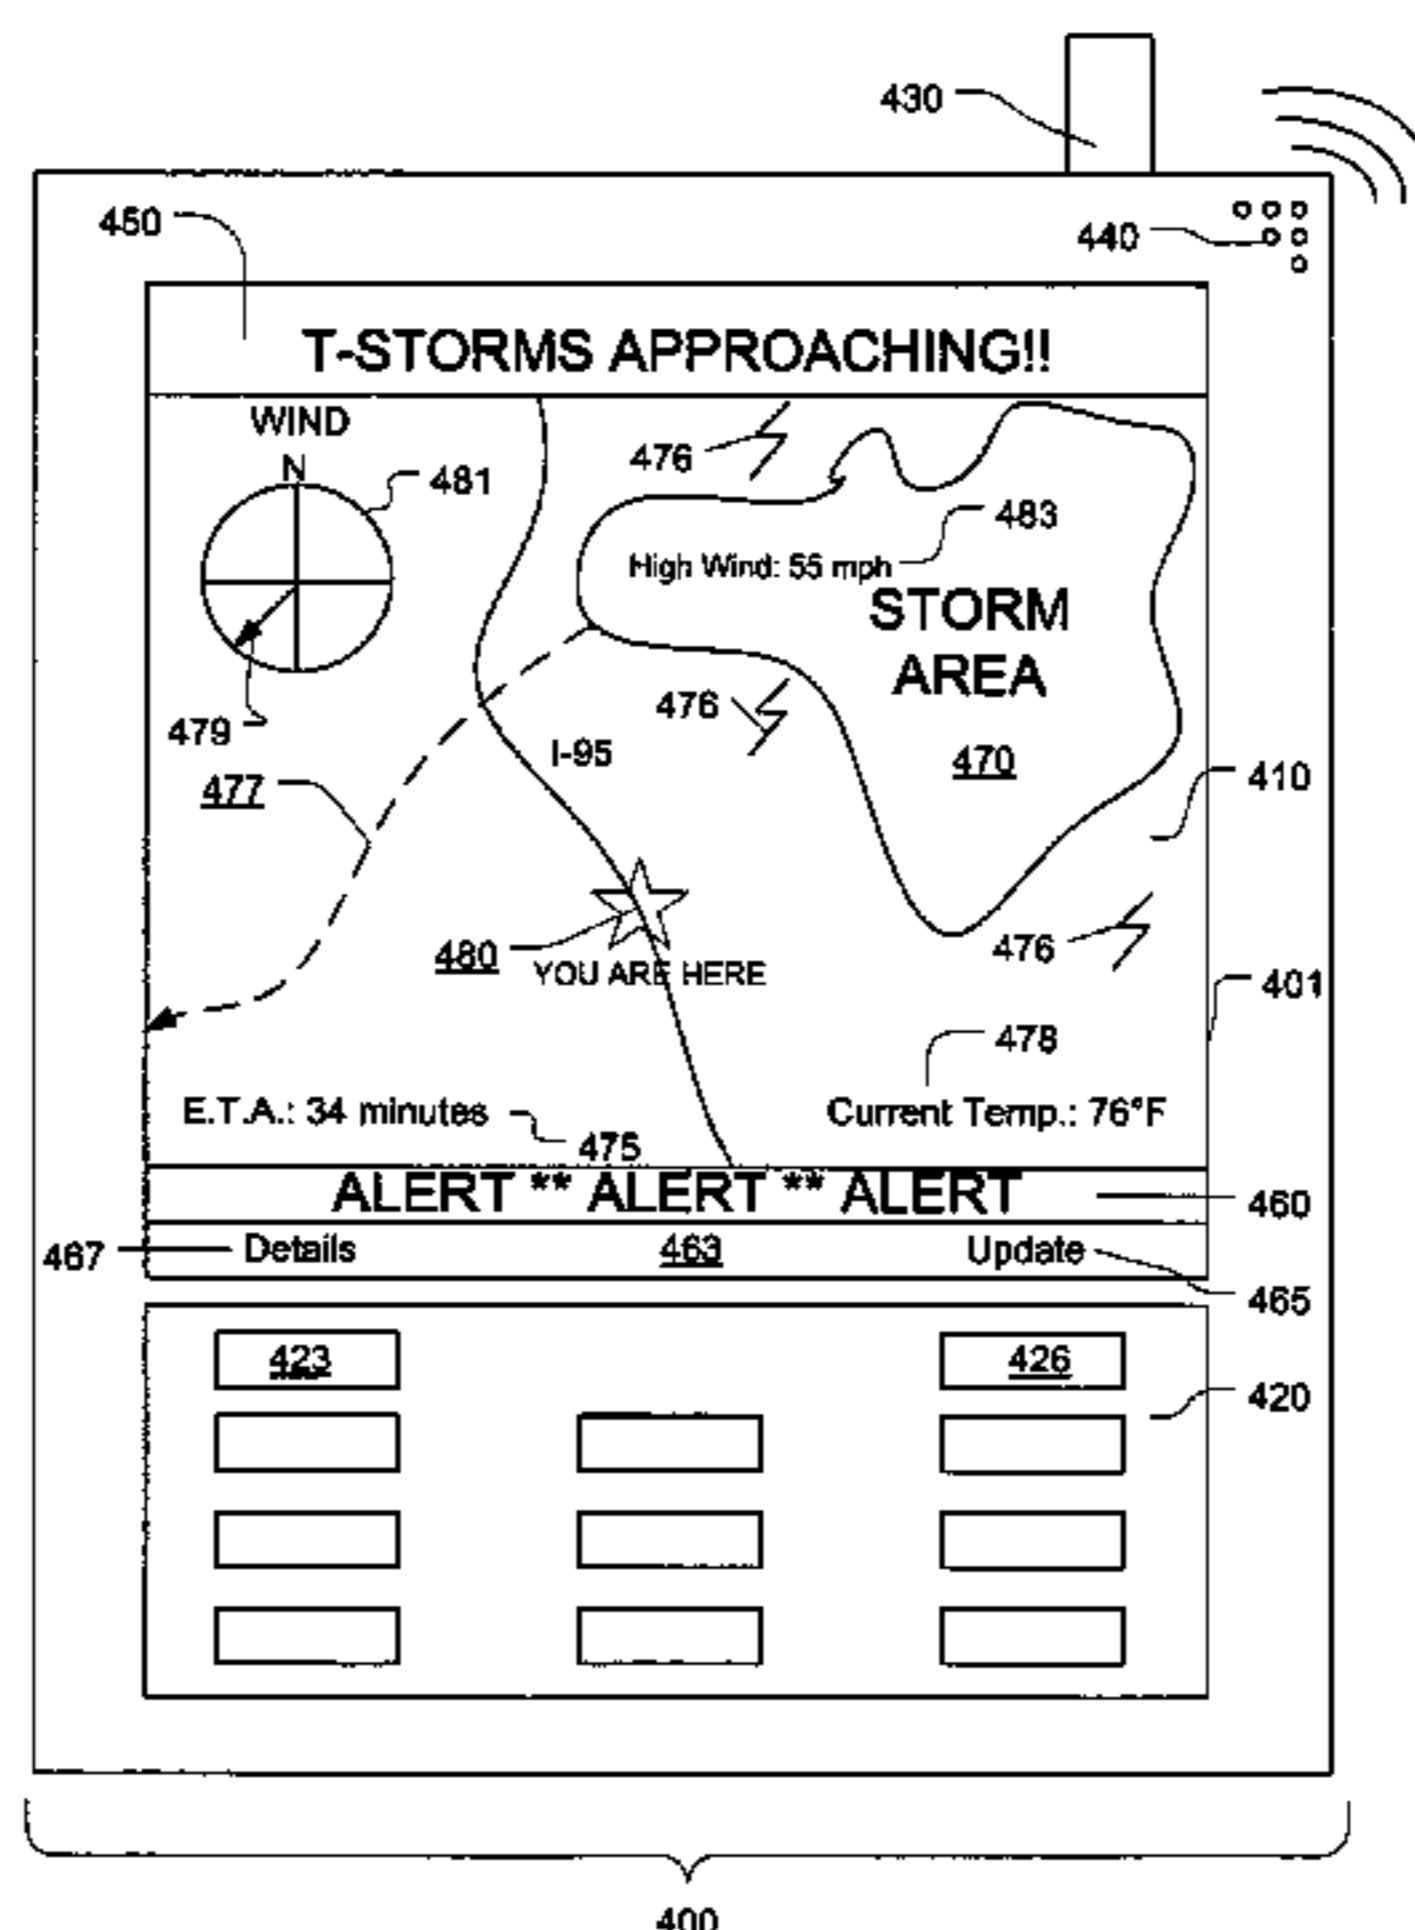 430
450
440
T-STORMS APPROACHING!!
WIND
N
481
476
483
High Wind: 55 mph
STORM
AREA
479
476
I-95
470
477
410
480
YOU ARE HERE
476
401
478
E.T.A.: 34 minutes
475
Current Temp.: 76°F
ALERT ** ALERT ** ALERT
460
467
Details
463
Update
465
423
426
420
400